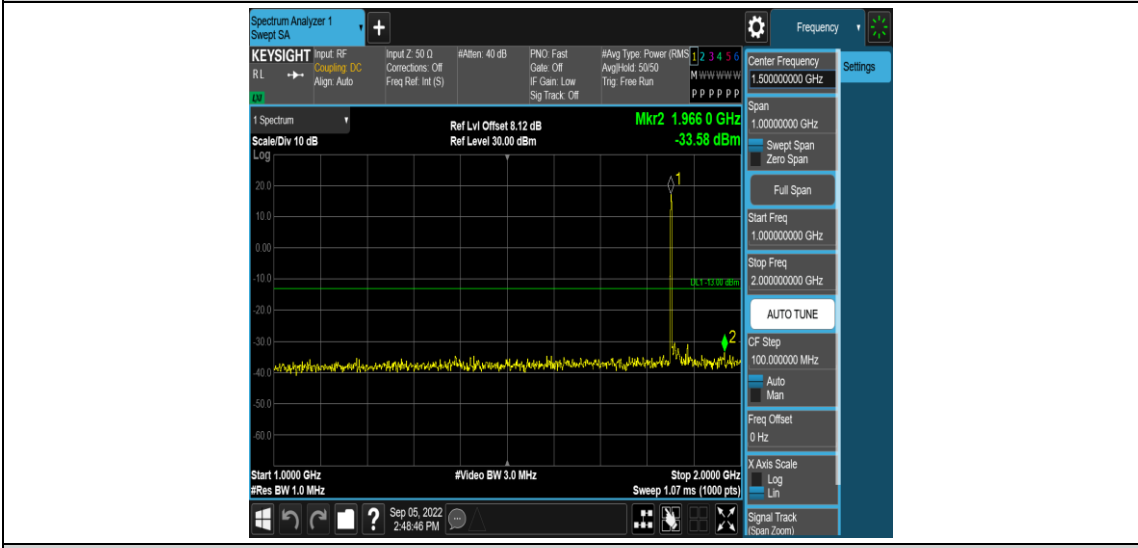 Spectrum Analyzer 1
Swept SA
+
Frequency
KEYSIGHT
RL
LM
Input: RF
Coupling: DC
Align: Auto
Input Z: 50 Ω
Corrections: Off
Freq Ref: Int (S)
#Atten: 40 dB
PNO: Fast
Gate: Off
IF Gain: Low
Sig Track: Off
#Avg Type: Power (RMS
Avg|Hold: 50/50
Trig: Free Run
1 2 3 4 5 6
M W W W W W
P P P P P P
1 Spectrum
Scale/Div 10 dB
Log
Ref Lvl Offset 8.12 dB
Ref Level 30.00 dBm
Mkr2 1.966 0 GHz
-33.58 dBm
20.0
10.0
0.00
-10.0
-20.0
-30.0
-40.0
-50.0
-60.0
1
DL1 -13.00 dBm
2
Start 1.0000 GHz
#Res BW 1.0 MHz
#Video BW 3.0 MHz
Stop 2.0000 GHz
Sweep 1.07 ms (1000 pts)
?
Sep 05, 2022
2:48:46 PM
Center Frequency
1.500000000 GHz
Span
1.00000000 GHz
Swept Span
Zero Span
Full Span
Start Freq
1.000000000 GHz
Stop Freq
2.000000000 GHz
AUTO TUNE
CF Step
100.000000 MHz
Auto
Man
Freq Offset
0 Hz
X Axis Scale
Log
Lin
Signal Track
(Span Zoom)
Settings